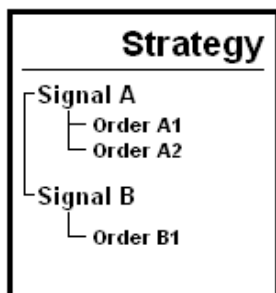 Strategy
Signal A
Order A1
Order A2
Signal B
Order B1